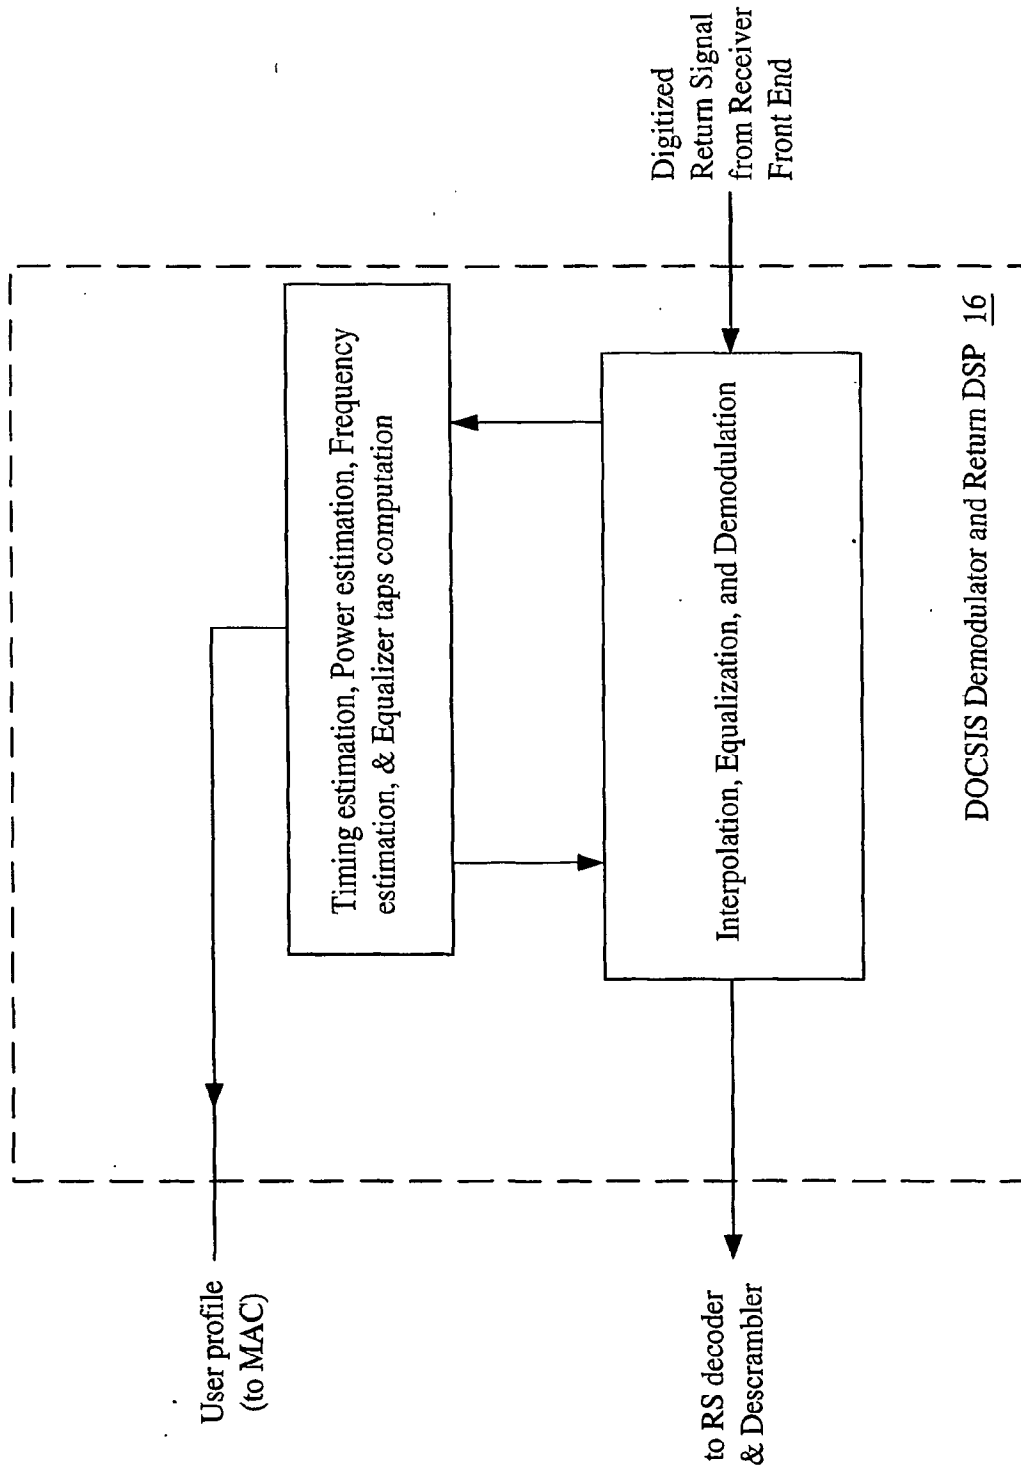 User profile
(to MAC)
Timing estimation, Power estimation, Frequency
estimation, & Equalizer taps computation
Digitized
Return Signal
from Receiver
Front End
Interpolation, Equalization, and Demodulation
to RS decoder
& Descrambler
DOCSIS Demodulator and Return DSP 16